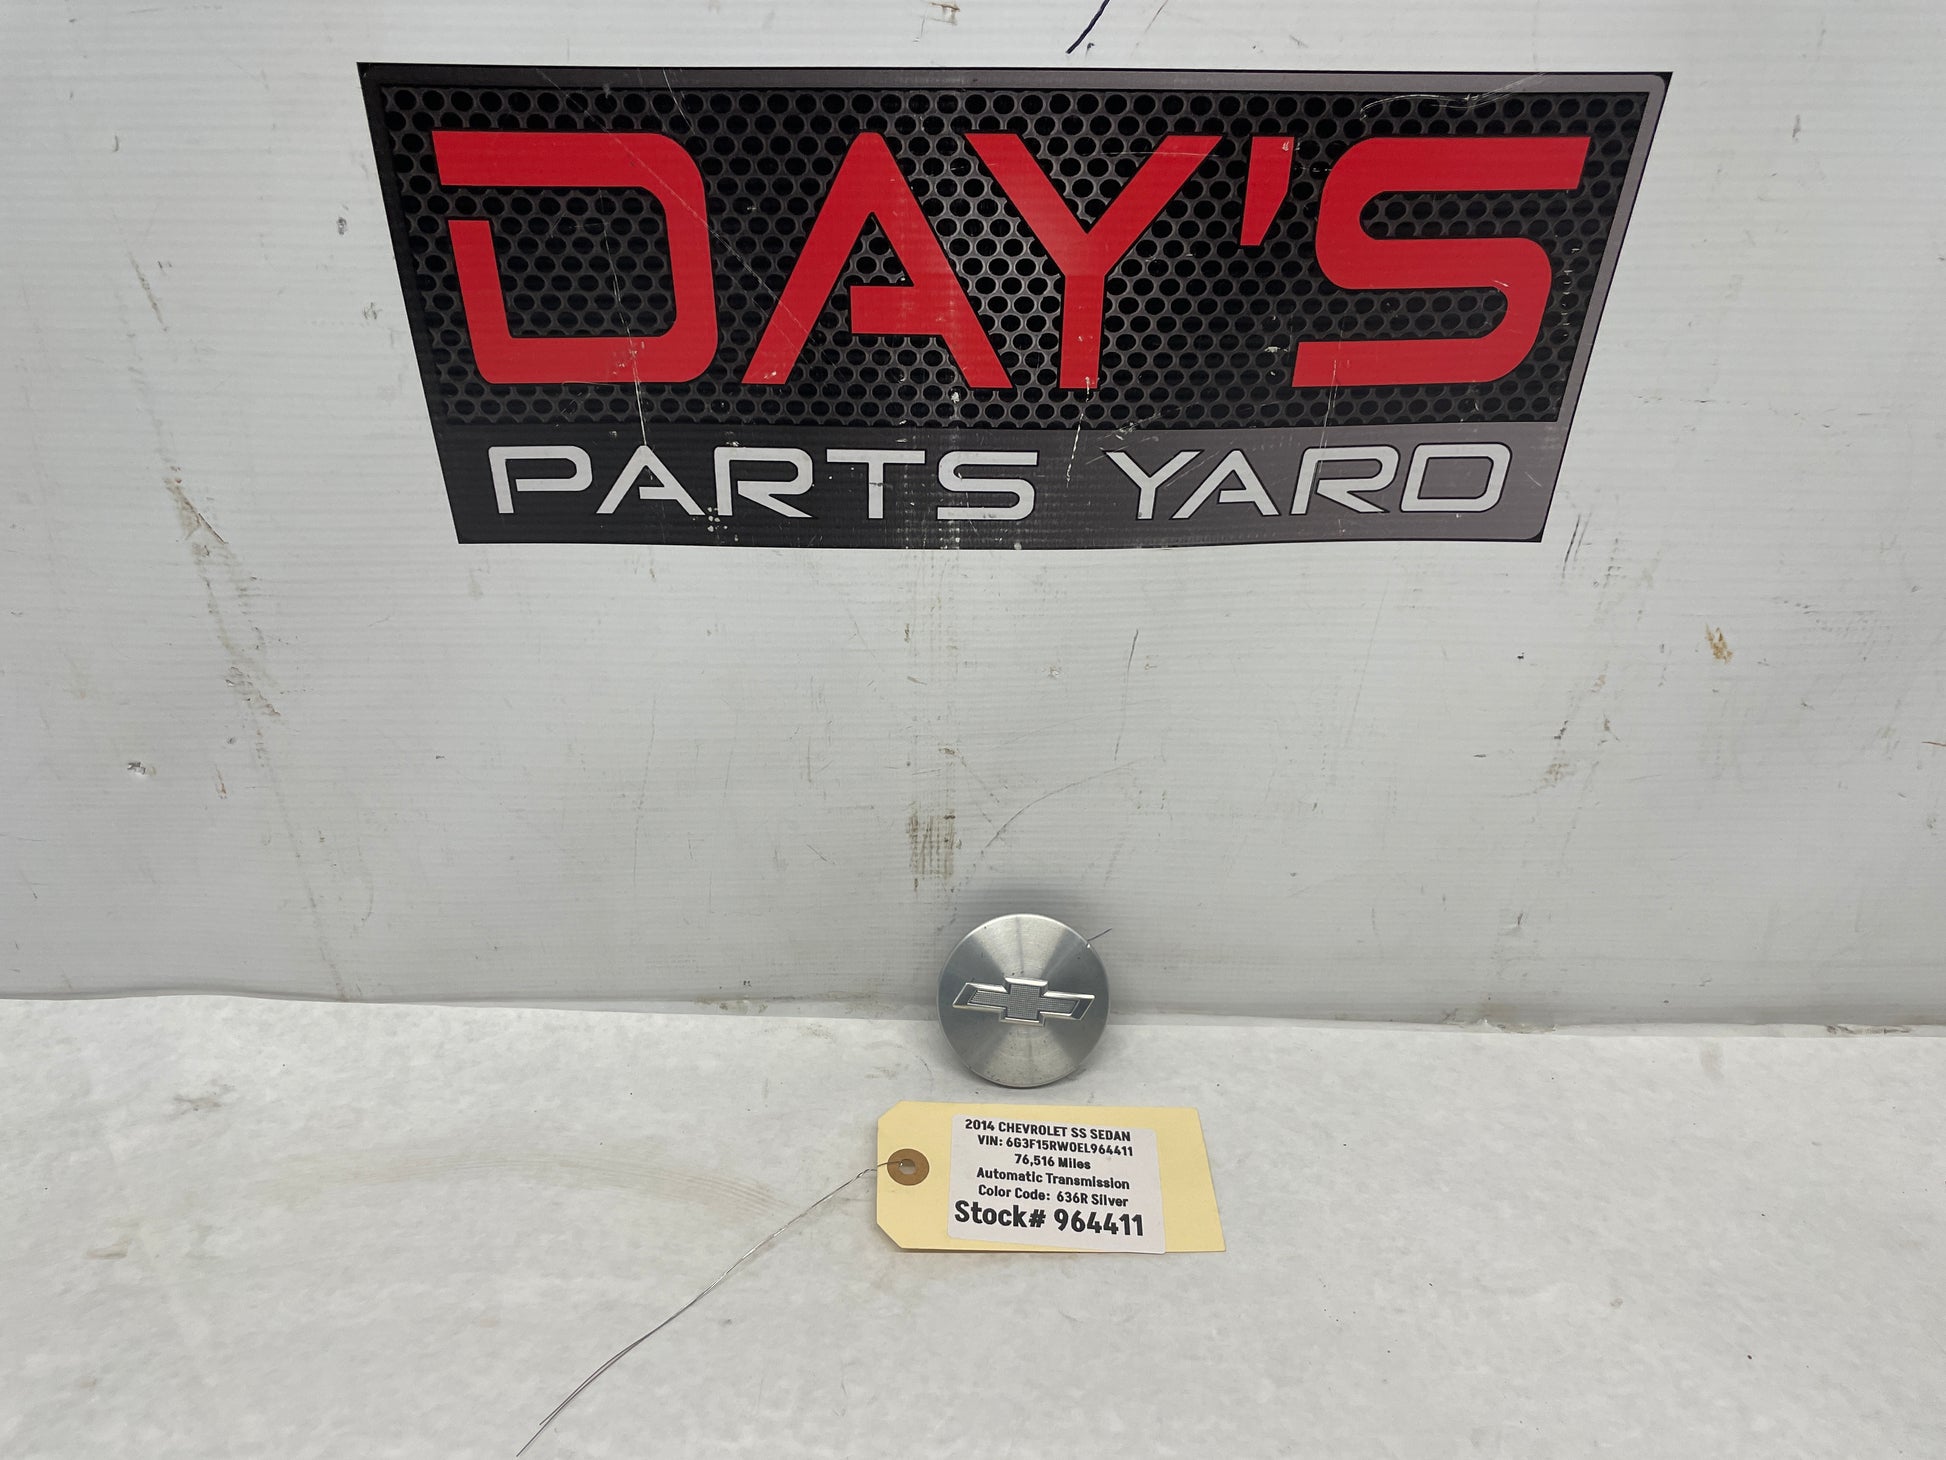 DAY'S
PARTS YARD
2014 CHEVROLET SS SEDAN
VIN: 6G3F15RW0EL964411
76,516 Miles
Automatic Transmission
Color Code: 636R Silver
Stock# 964411